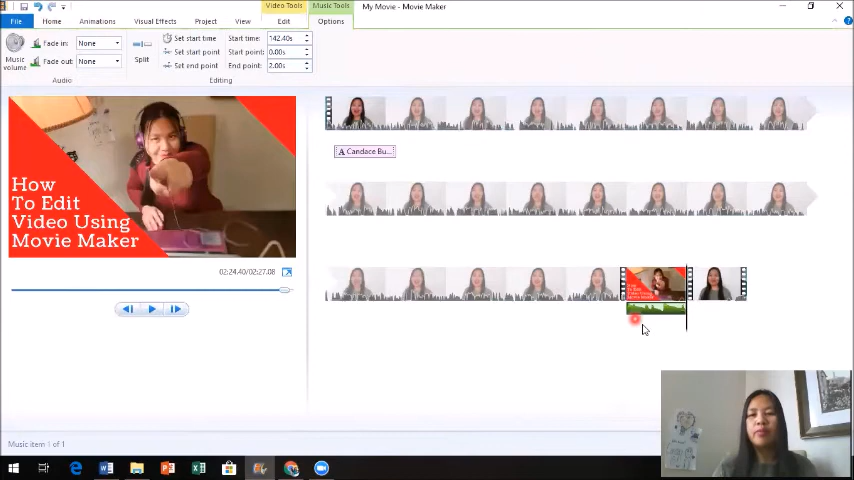 Video Tools
Music Tools
My Movie - Movie Maker
File
Home
Animations
Visual Effects
Project
View
Edit
Options
Music
volume
Fade in:
None
Fade out:
None
Audio
Split
Set start time
Set start point
Set end point
Start time:
142.40s
Start point:
0.00s
End point:
2.00s
Editing
How
To Edit
Video Using
Movie Maker
02:24.40/02:27.08
A Candace Bu...
Music item 1 of 1